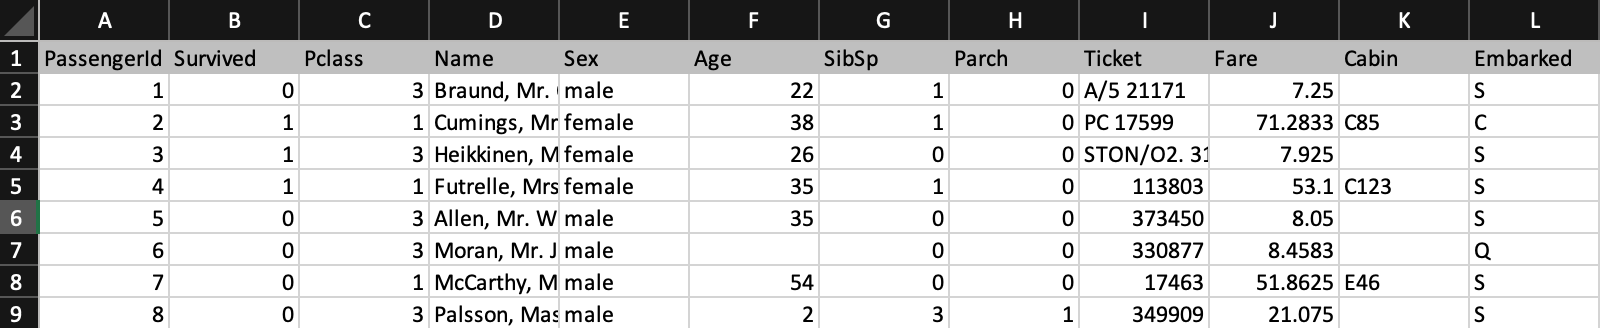 A B C D E F G H I J K L
1 PassengerId Survived Pclass Name Sex Age SibSp Parch Ticket Fare Cabin Embarked
2 1 0 3 Braund, Mr. male 22 1 0 A/5 21171 7.25 S
3 2 1 1 Cumings, Mr female 38 1 0 PC 17599 71.2833 C85 C
4 3 1 3 Heikkinen, M female 26 0 0 STON/O2. 31 7.925 S
5 4 1 1 Futrelle, Mrs female 35 1 0 113803 53.1 C123 S
6 5 0 3 Allen, Mr. W male 35 0 0 373450 8.05 S
7 6 0 3 Moran, Mr. J male 0 0 330877 8.4583 Q
8 7 0 1 McCarthy, M male 54 0 0 17463 51.8625 E46 S
9 8 0 3 Palsson, Mas male 2 3 1 349909 21.075 S